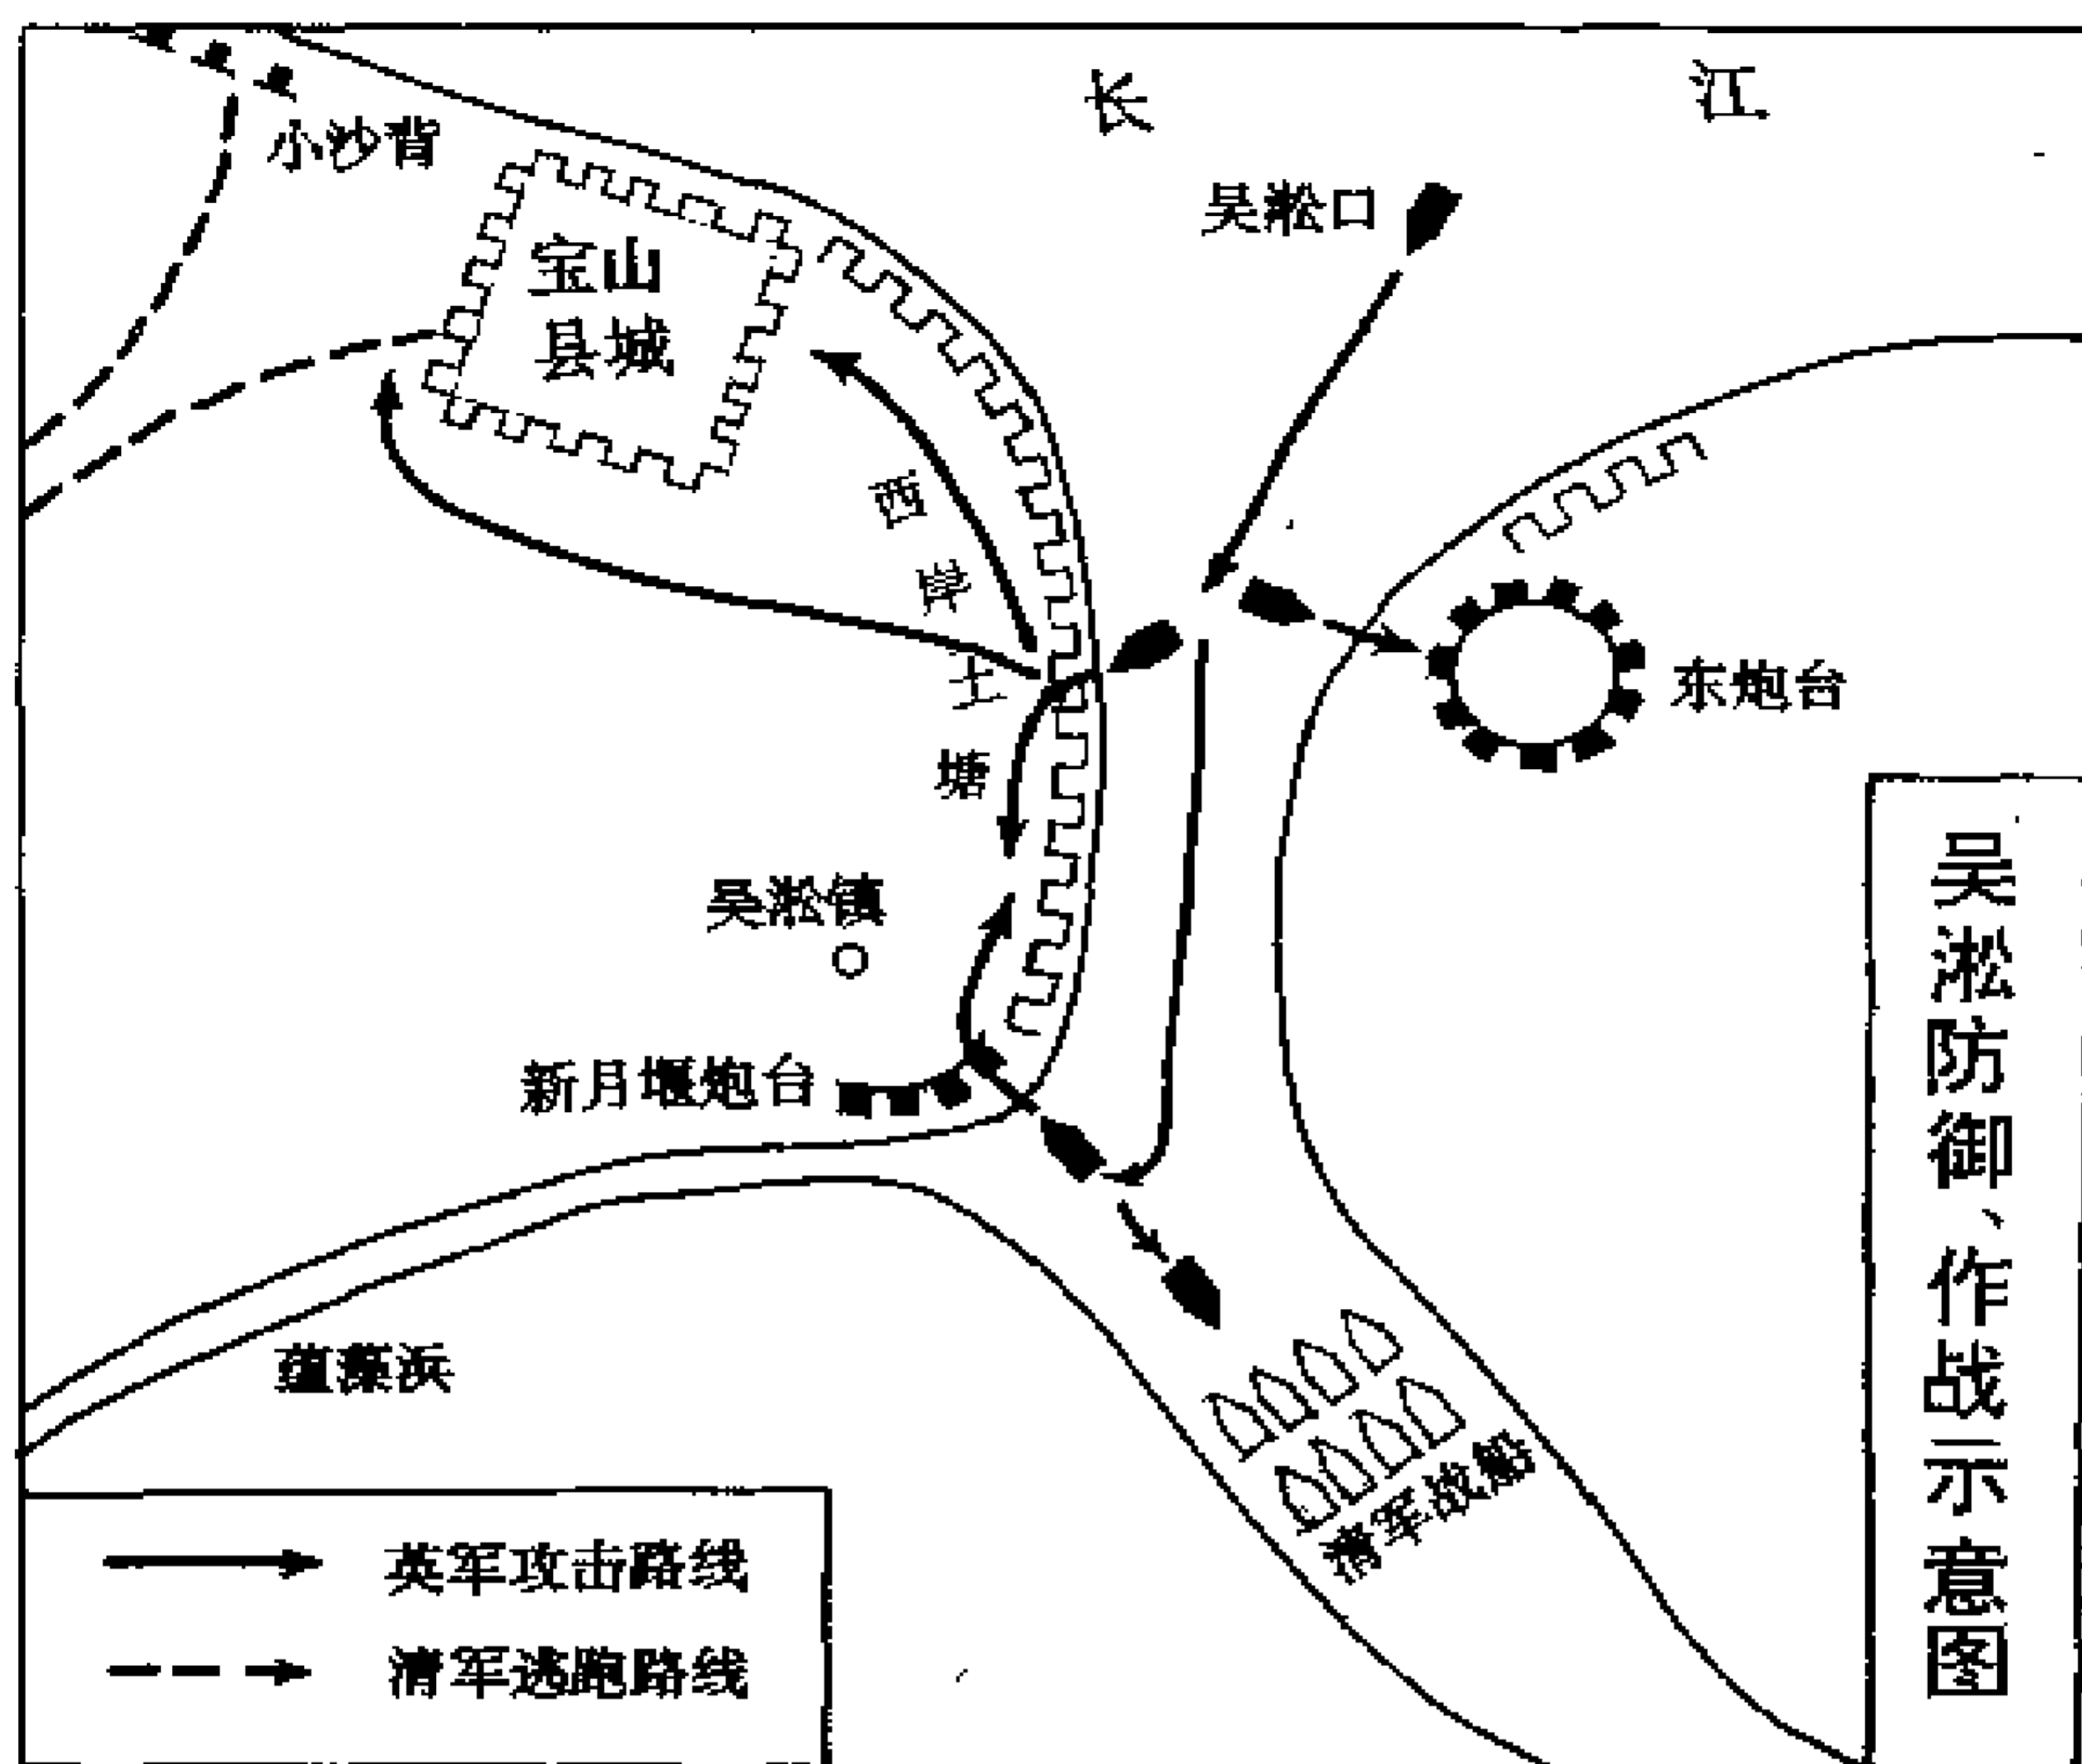 长江
小沙背
吴淞口
宝山
县城
西岸土塘
东炮台
吴淞镇
新月堰炮台
蕴藻浜
清军战船
英军攻击路线
清军逃跑路线
吴淞防御、作战示意图